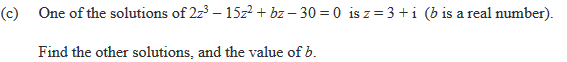 (c) One of the solutions of 2z³ – 15z² + bz – 30 = 0 is z = 3 + i (b is a real number).
Find the other solutions, and the value of b.